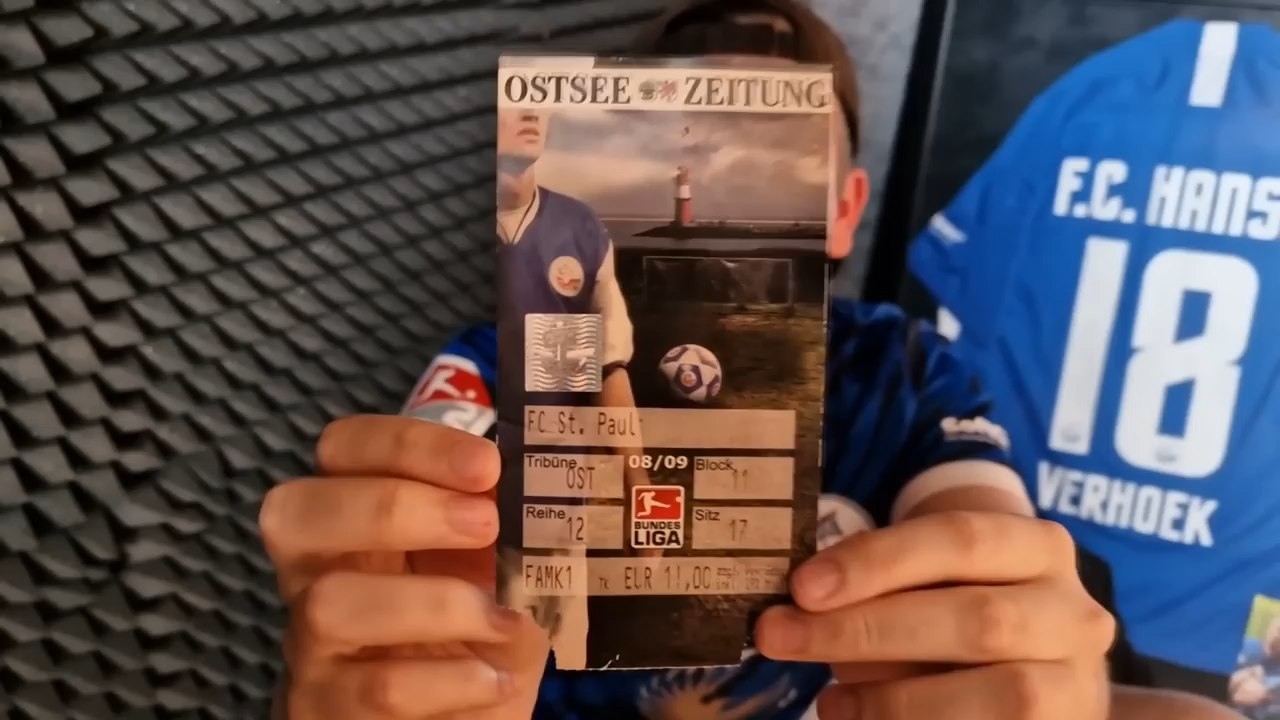 OSTSEE ZEITUNG
FC St. Pauli
Tribüne OST
08/09
Block 11
Reihe 12
BUNDES
LIGA
Sitz 17
FAMK1 TK EUR 11,00
F.C. HANS
18
VERHOEK